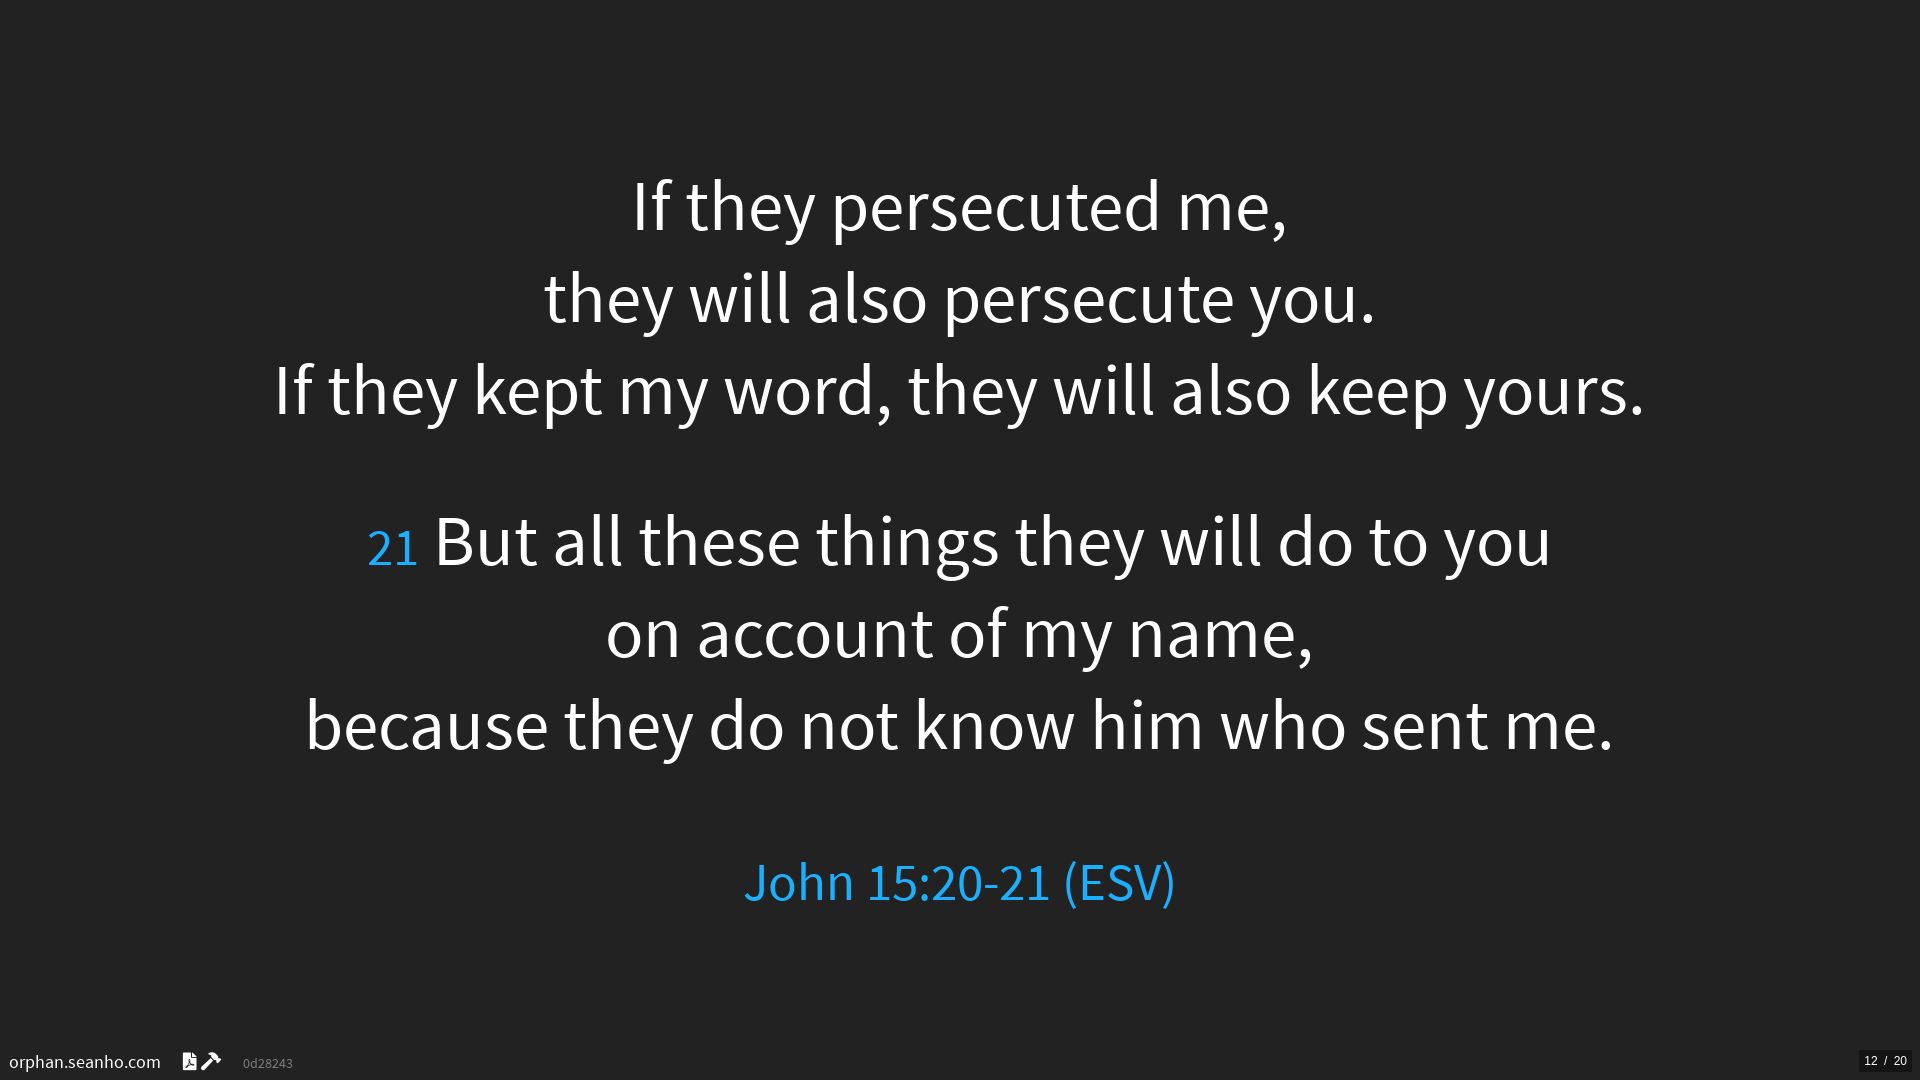 If they persecuted me,
they will also persecute you.
If they kept my word, they will also keep yours.
21 But all these things they will do to you
on account of my name,
because they do not know him who sent me.
John 15:20-21 (ESV)
orphan.seanho.com 0d28243
12 / 20